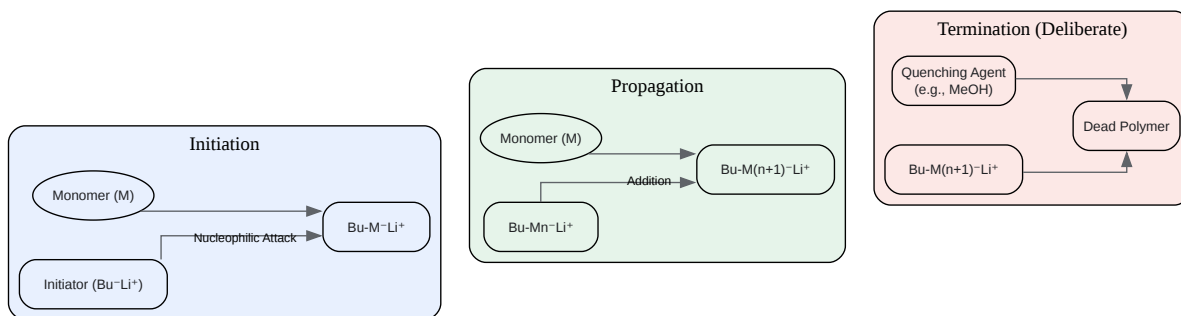 Initiation
Monomer (M)
Nucleophilic Attack
Initiator (Bu⁻Li⁺)
Bu-M⁻Li⁺
Propagation
Monomer (M)
Addition
Bu-Mn⁻Li⁺
Bu-M(n+1)⁻Li⁺
Termination (Deliberate)
Quenching Agent
(e.g., MeOH)
Dead Polymer
Bu-M(n+1)⁻Li⁺